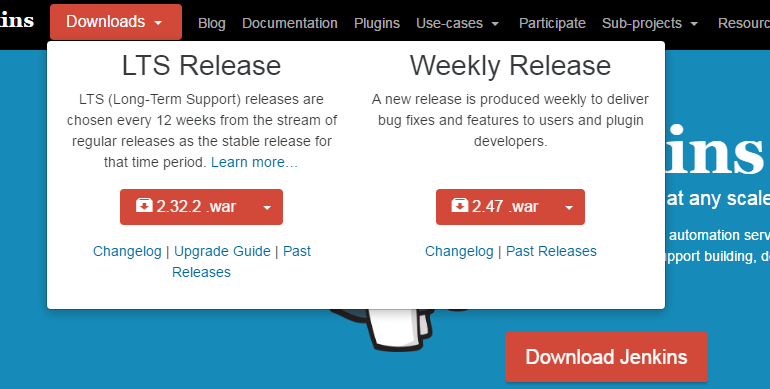 ins Downloads Blog Documentation Plugins Use-cases Participate Sub-projects Resourc
LTS Release
LTS (Long-Term Support) releases are
chosen every 12 weeks from the stream of
regular releases as the stable release for
that time period. Learn more…
2.32.2 .war
Changelog | Upgrade Guide | Past
Releases
Weekly Release
A new release is produced weekly to deliver
bug fixes and features to users and plugin
developers.
2.47 .war
Changelog | Past Releases
ins
at any scale
automation serv
pport building, de
Download Jenkins